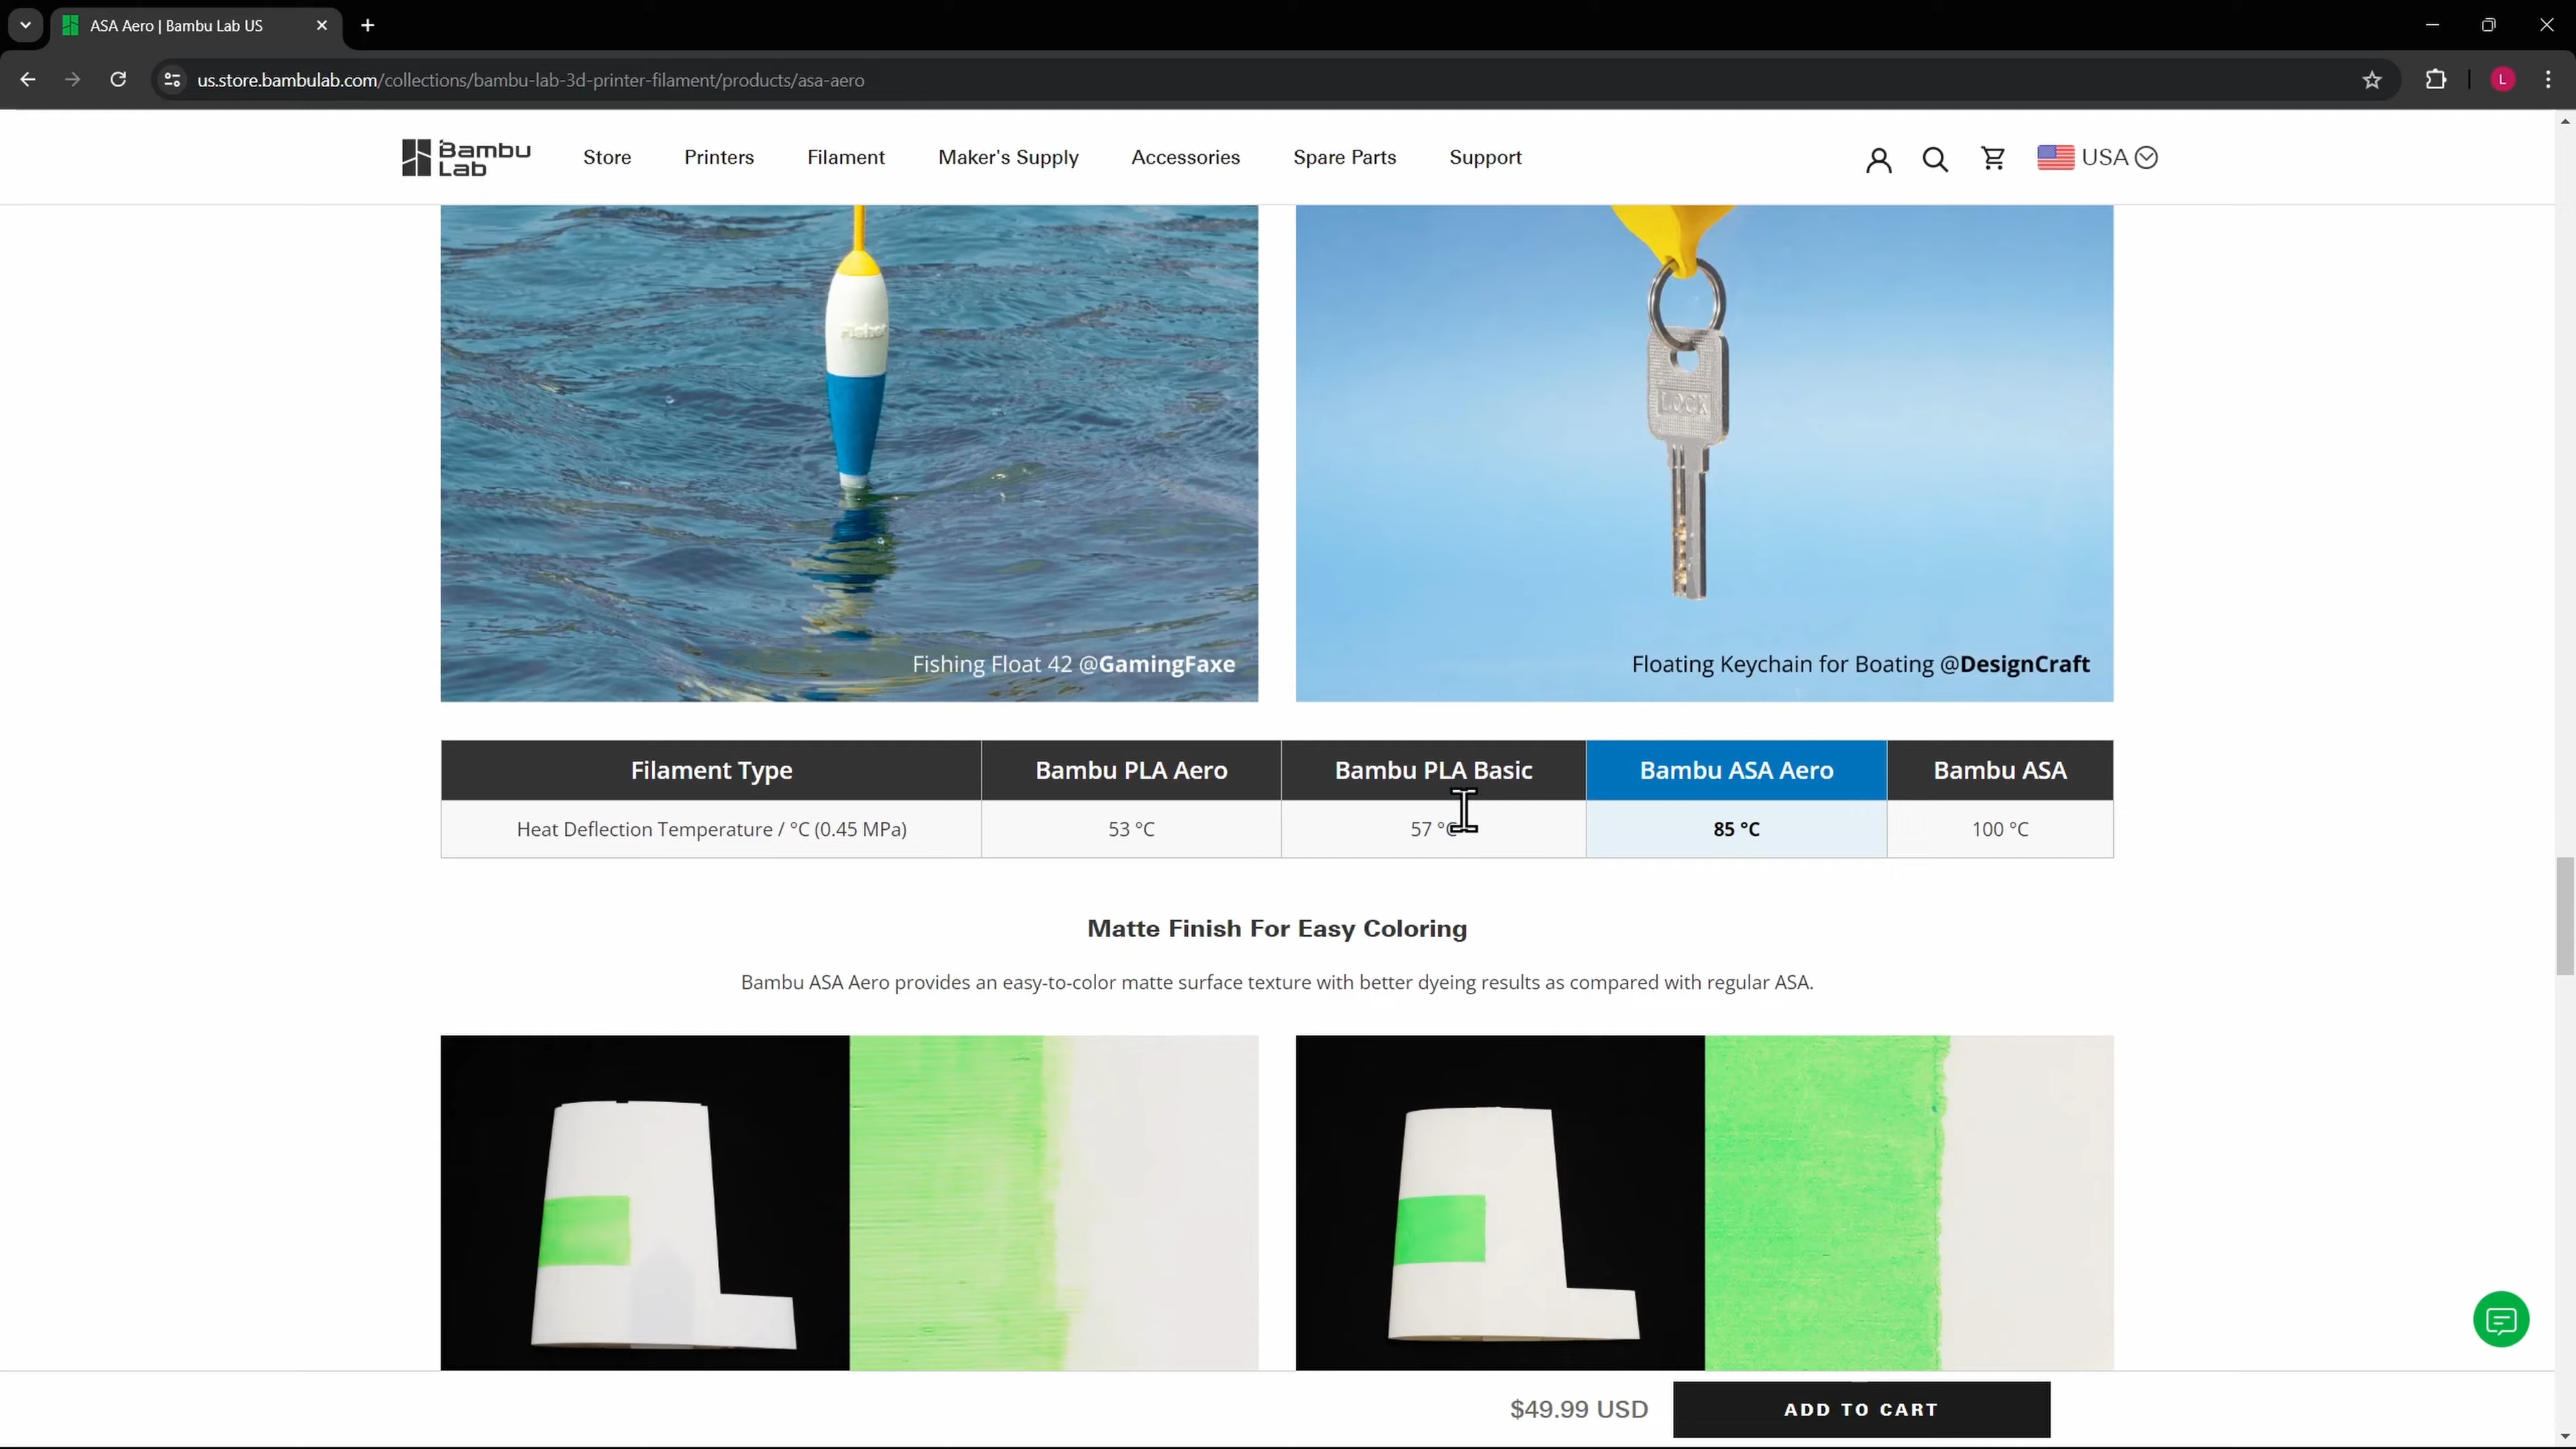 ASA Aero | Bambu Lab US
us.store.bambulab.com/collections/bambu-lab-3d-printer-filament/products/asa-aero
L
Bambu Lab
Store Printers Filament Maker's Supply Accessories Spare Parts Support
USA
LOCK
Fishing Float 42 @GamingFaxe
Floating Keychain for Boating @DesignCraft
Filament Type Bambu PLA Aero Bambu PLA Basic Bambu ASA Aero Bambu ASA
Heat Deflection Temperature / °C (0.45 MPa) 53 °C 57 °C 85 °C 100 °C
Matte Finish For Easy Coloring
Bambu ASA Aero provides an easy-to-color matte surface texture with better dyeing results as compared with regular ASA.
$49.99 USD ADD TO CART